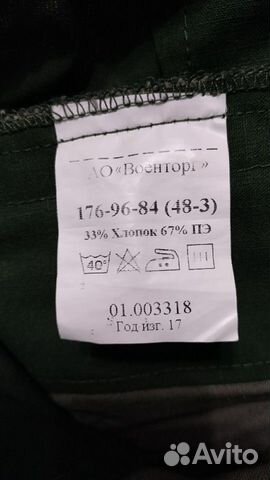 АО «Военторг»
176-96-84 (48-3)
33% Хлопок 67% ПЭ
40°
01.003318
Год изг. 17
Avito